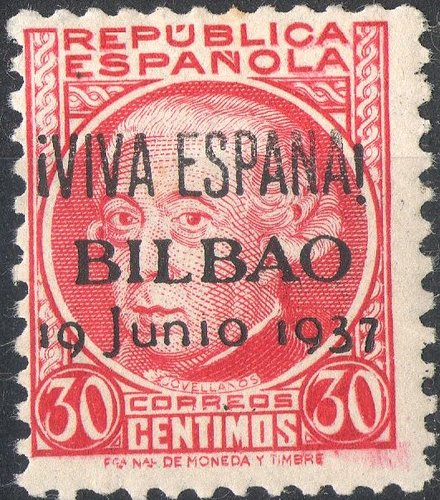 REPÚBLICA
ESPAÑOLA
¡VIVA ESPAÑA!
BILBAO
19 Junio 1937
JOVELLANOS
30 CORREOS 30
CENTIMOS
FCA NAL. DE MONEDA Y TIMBRE